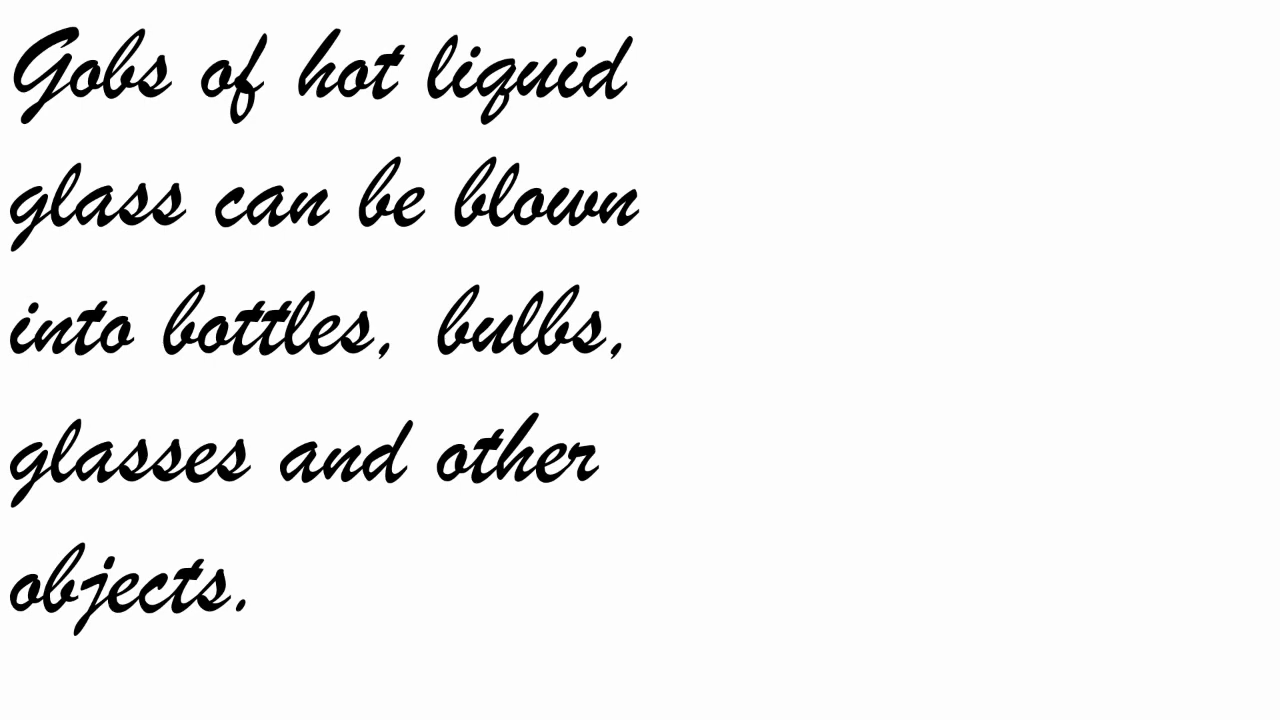 Gobs of hot liquid
glass can be blown
into bottles, bulbs,
glasses and other
objects.